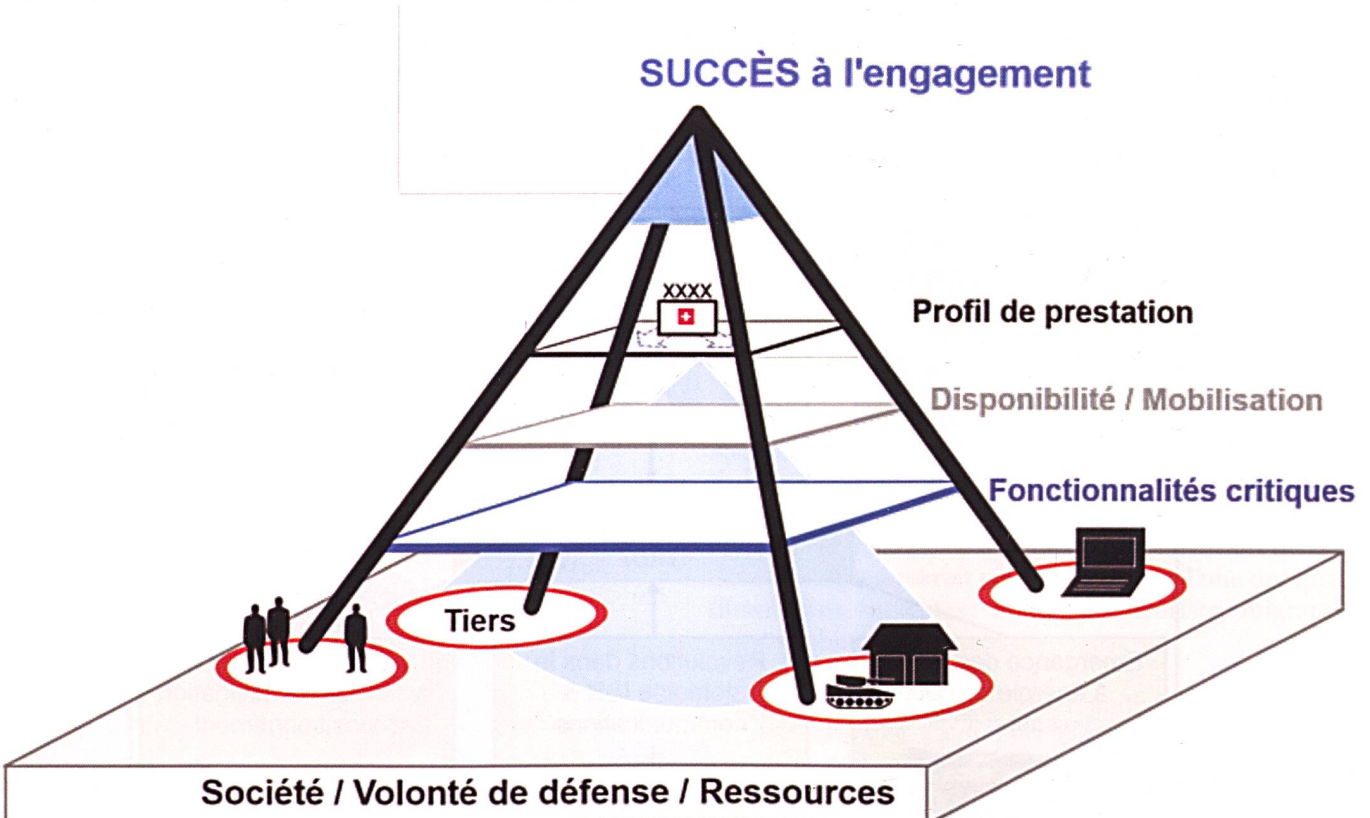 SUCCÈS à l'engagement
XXXX
Profil de prestation
Disponibilité / Mobilisation
Fonctionnalités critiques
Tiers
Société / Volonté de défense / Ressources